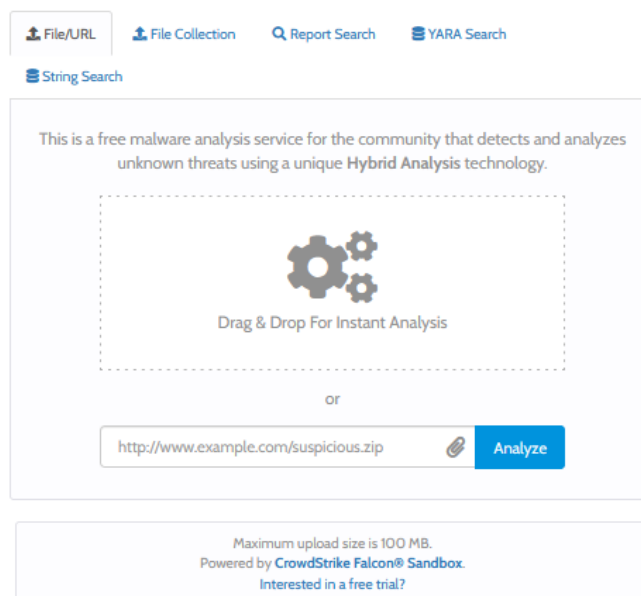 File/URL File Collection Report Search YARA Search
String Search
This is a free malware analysis service for the community that detects and analyzes
unknown threats using a unique Hybrid Analysis technology.
Drag & Drop For Instant Analysis
or
http://www.example.com/suspicious.zip Analyze
Maximum upload size is 100 MB.
Powered by CrowdStrike Falcon® Sandbox.
Interested in a free trial?